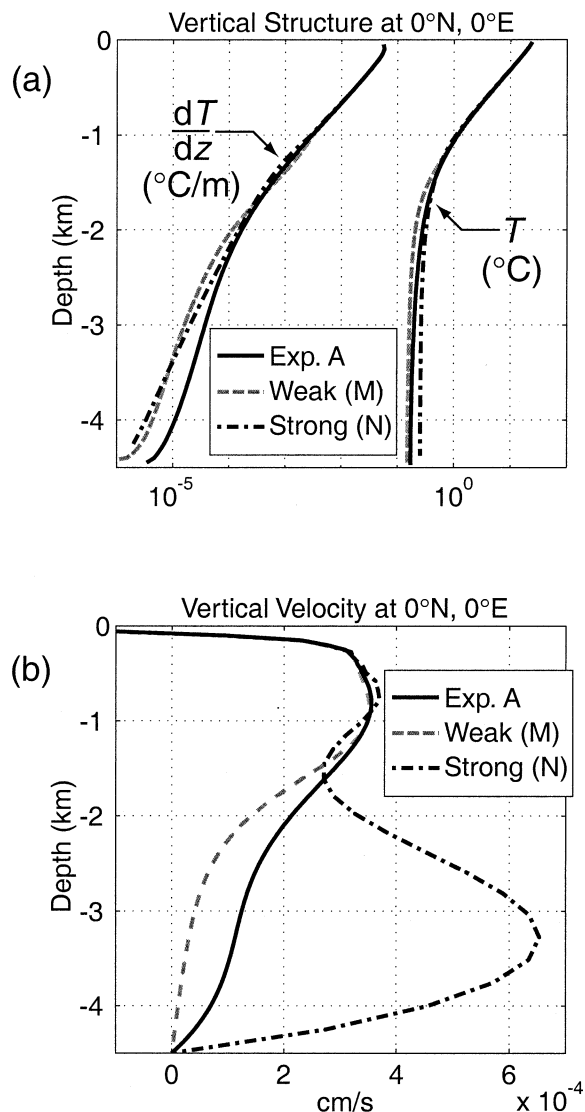 Vertical Structure at 0°N, 0°E
(a)
0
-1
-2
-3
-4
Depth (km)
dT
dz
(°C/m)
T
(°C)
Exp. A
Weak (M)
Strong (N)
10^-5
10^0
Vertical Velocity at 0°N, 0°E
(b)
0
-1
-2
-3
-4
Depth (km)
Exp. A
Weak (M)
Strong (N)
0
2
4
6
cm/s
x 10^-4